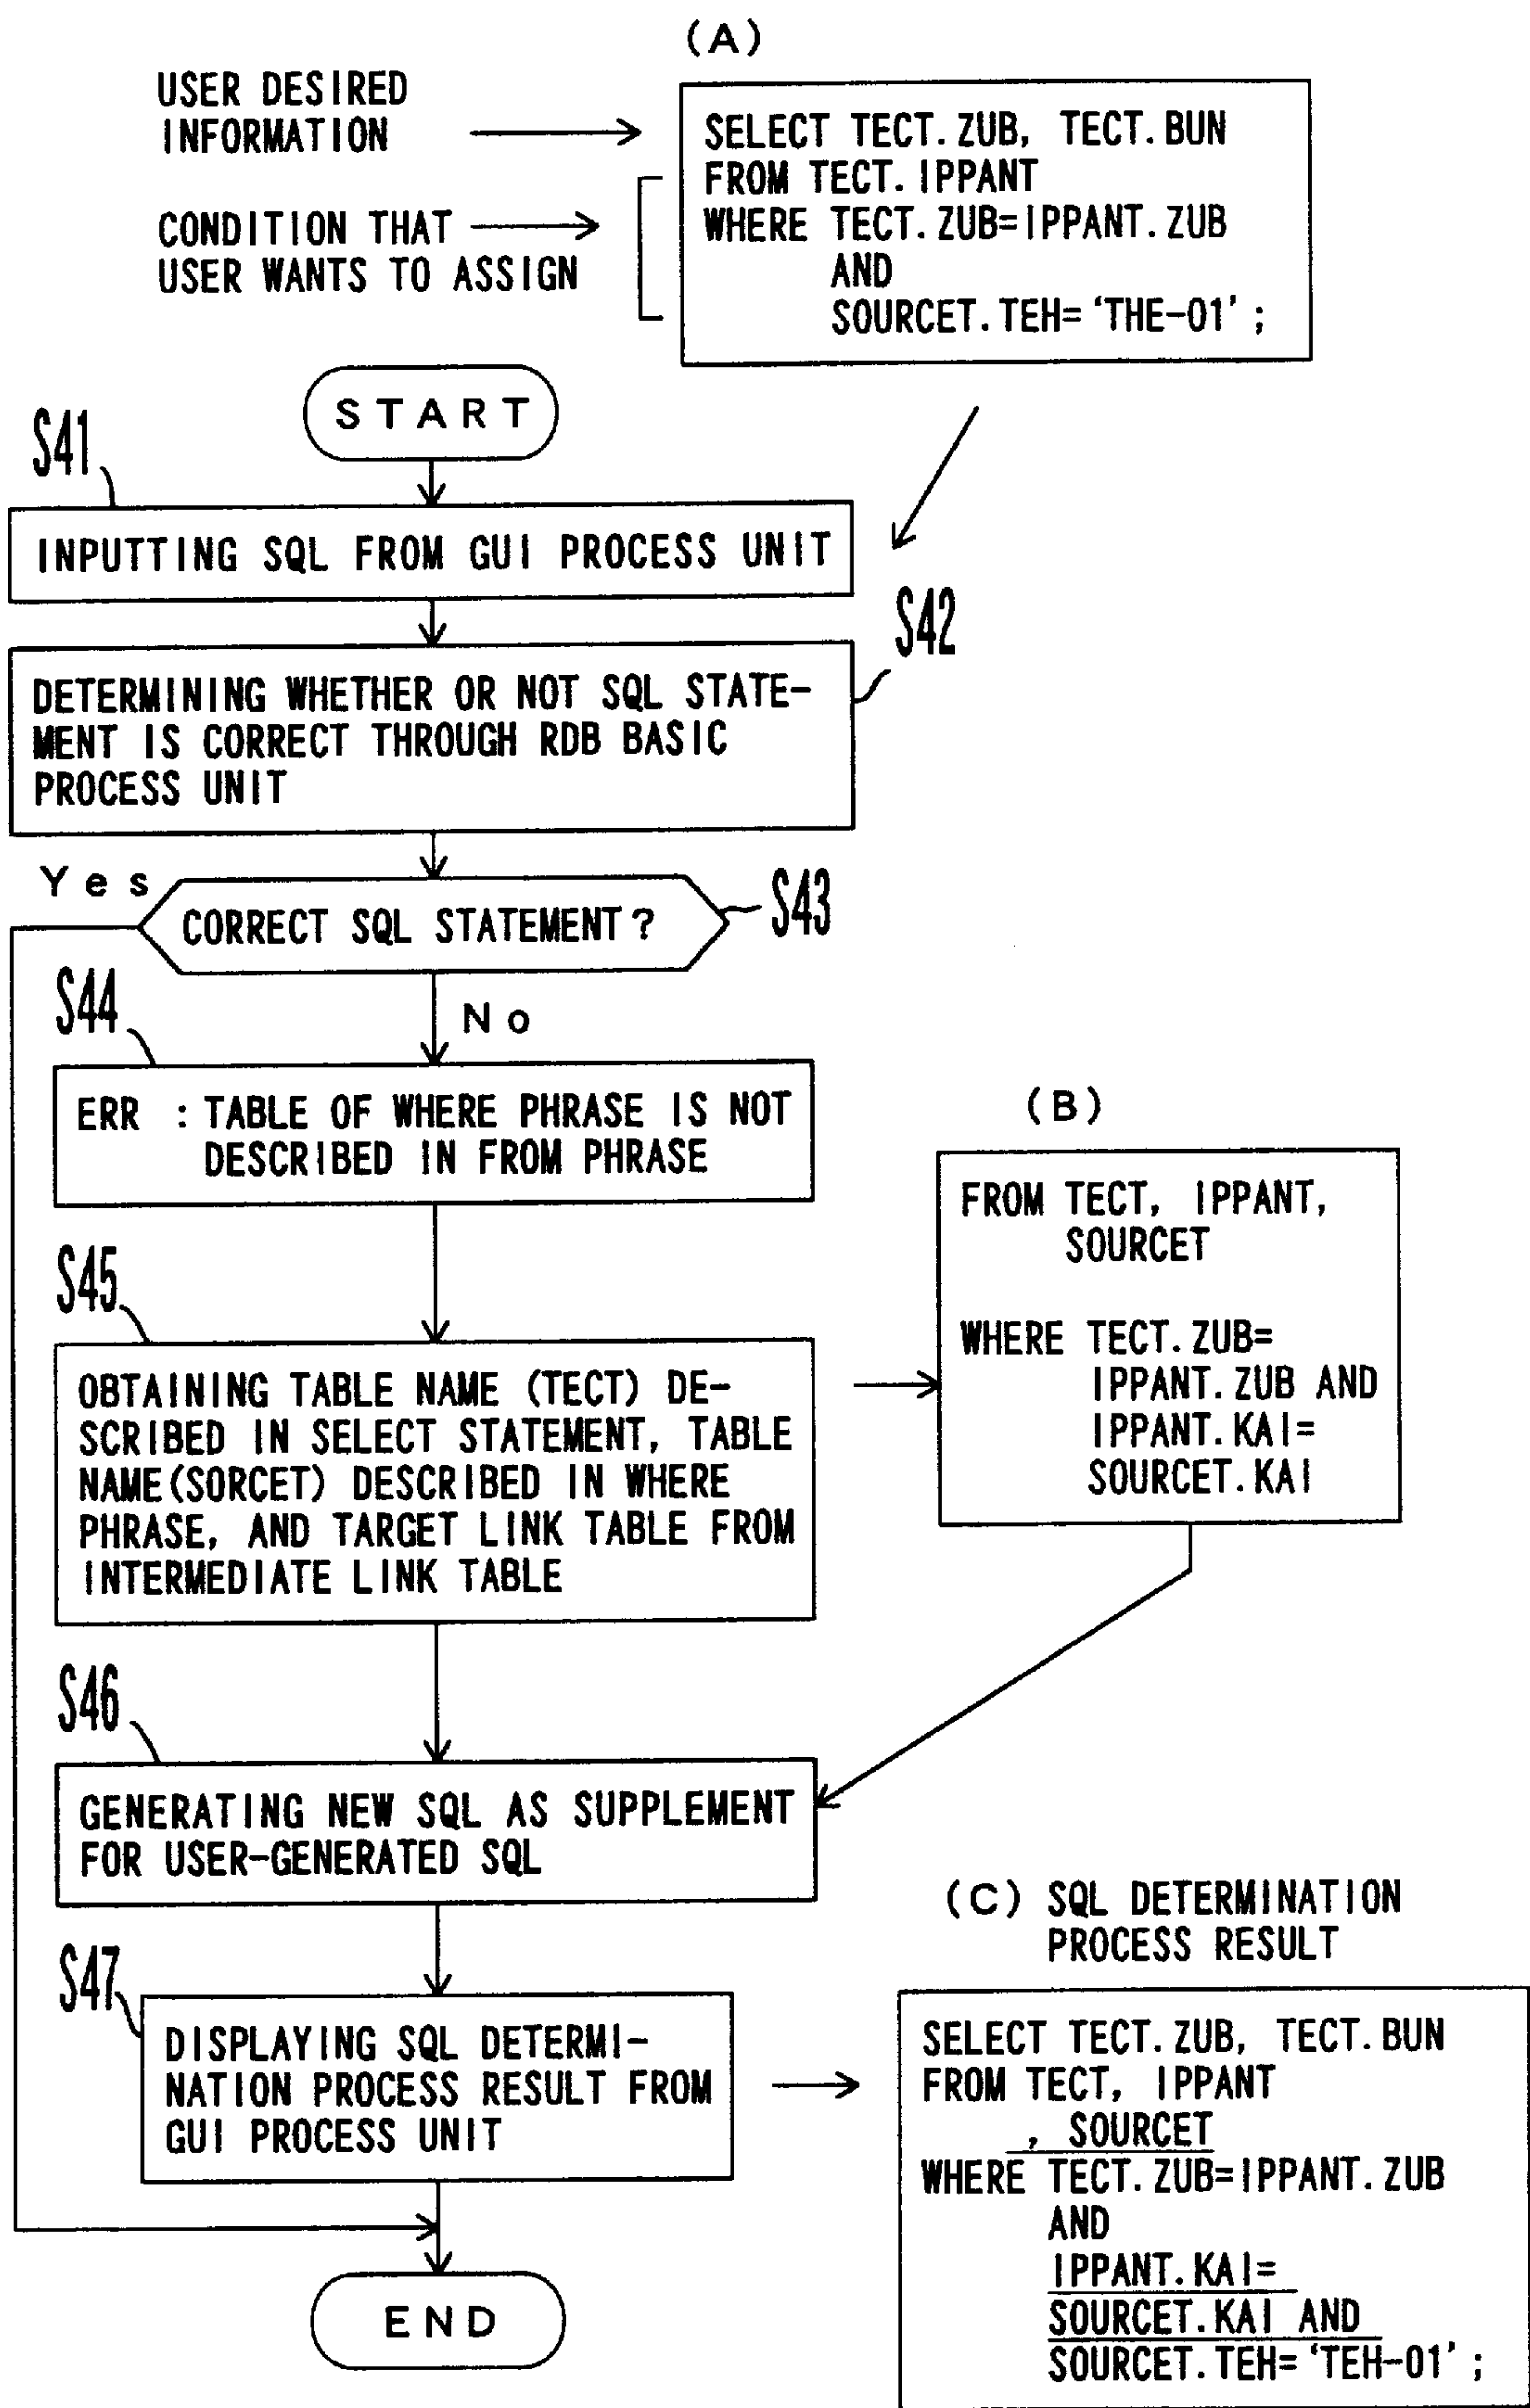 (A)
USER DESIRED
INFORMATION
SELECT TECT.ZUB, TECT.BUN
FROM TECT.IPPANT
WHERE TECT.ZUB=IPPANT.ZUB
AND
SOURCET.TEH='THE-01';
CONDITION THAT
USER WANTS TO ASSIGN
START
S41
INPUTTING SQL FROM GUI PROCESS UNIT
S42
DETERMINING WHETHER OR NOT SQL STATE-
MENT IS CORRECT THROUGH RDB BASIC
PROCESS UNIT
Yes
CORRECT SQL STATEMENT?
S43
No
S44
ERR : TABLE OF WHERE PHRASE IS NOT
DESCRIBED IN FROM PHRASE
(B)
FROM TECT, IPPANT,
SOURCET
WHERE TECT.ZUB=
IPPANT.ZUB AND
IPPANT.KAI=
SOURCET.KAI
S45
OBTAINING TABLE NAME (TECT) DE-
SCRIBED IN SELECT STATEMENT, TABLE
NAME(SORCET) DESCRIBED IN WHERE
PHRASE, AND TARGET LINK TABLE FROM
INTERMEDIATE LINK TABLE
S46
GENERATING NEW SQL AS SUPPLEMENT
FOR USER-GENERATED SQL
S47
DISPLAYING SQL DETERMI-
NATION PROCESS RESULT FROM
GUI PROCESS UNIT
(C) SQL DETERMINATION
PROCESS RESULT
SELECT TECT.ZUB, TECT.BUN
FROM TECT, IPPANT
, SOURCET
WHERE TECT.ZUB=IPPANT.ZUB
AND
IPPANT.KAI=
SOURCET.KAI AND
SOURCET.TEH='TEH-01';
END